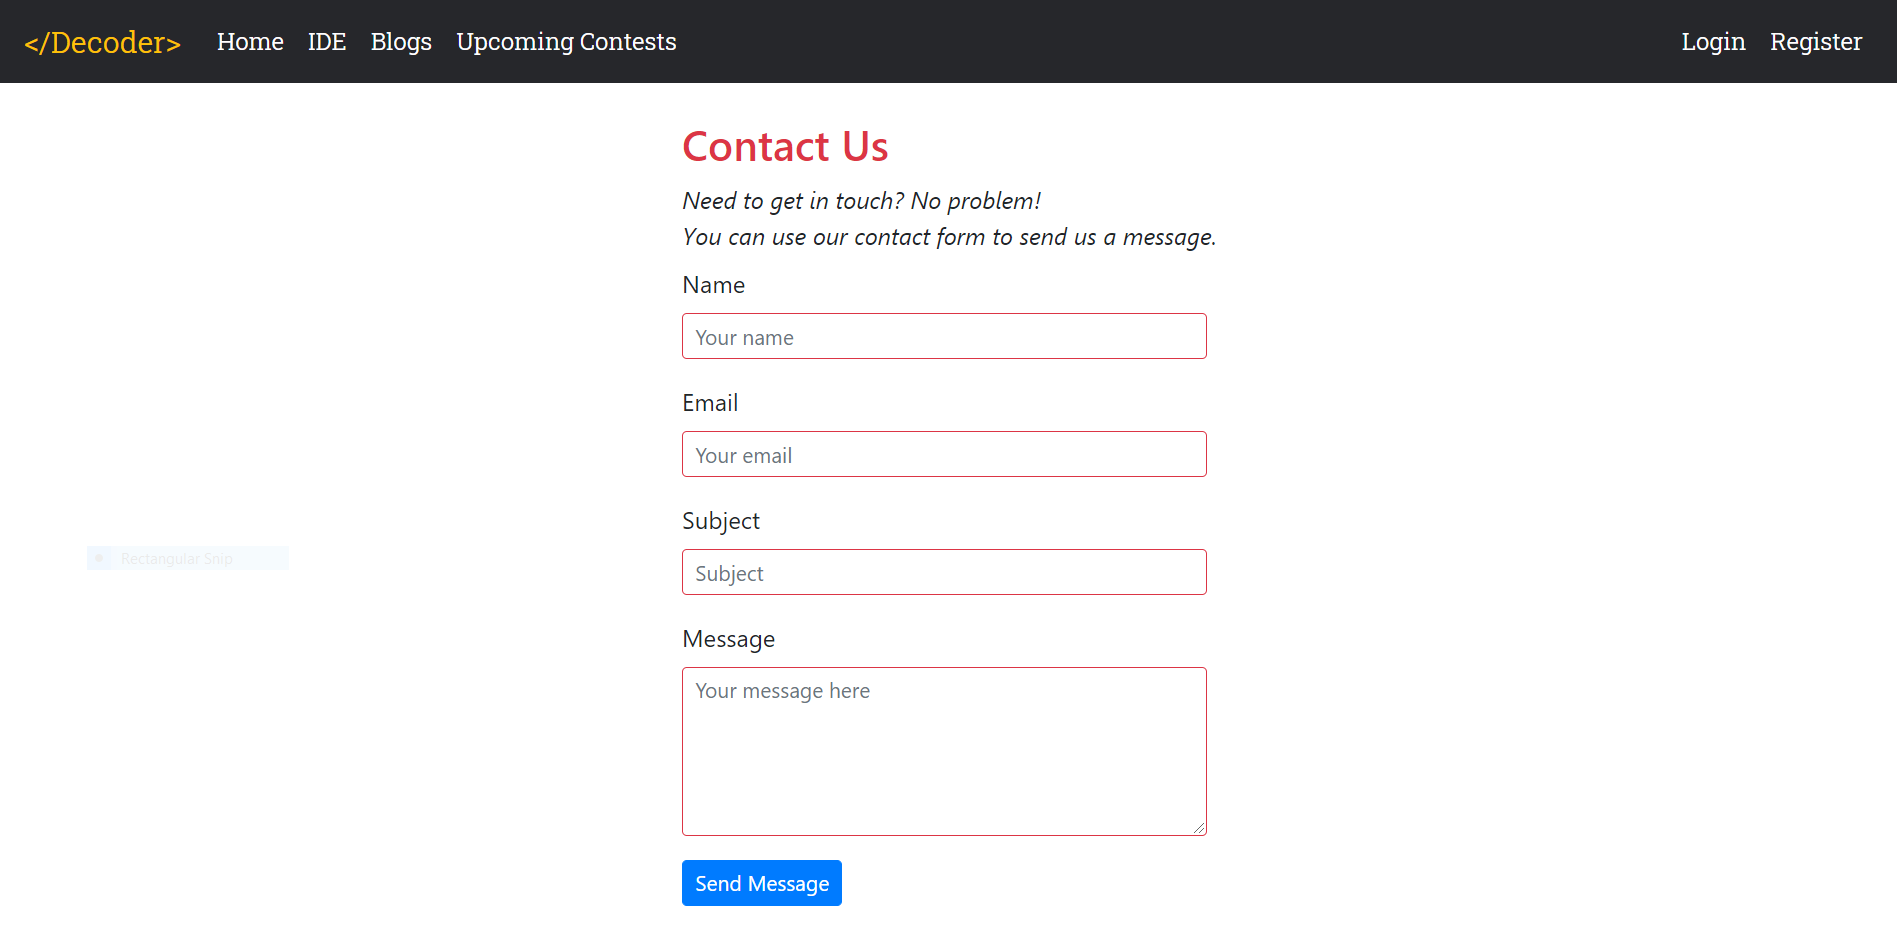 </Decoder> Home IDE Blogs Upcoming Contests Login Register
Contact Us
Need to get in touch? No problem!
You can use our contact form to send us a message.
Name
Your name
Email
Your email
Subject
Rectangular Snip
Subject
Message
Your message here
Send Message